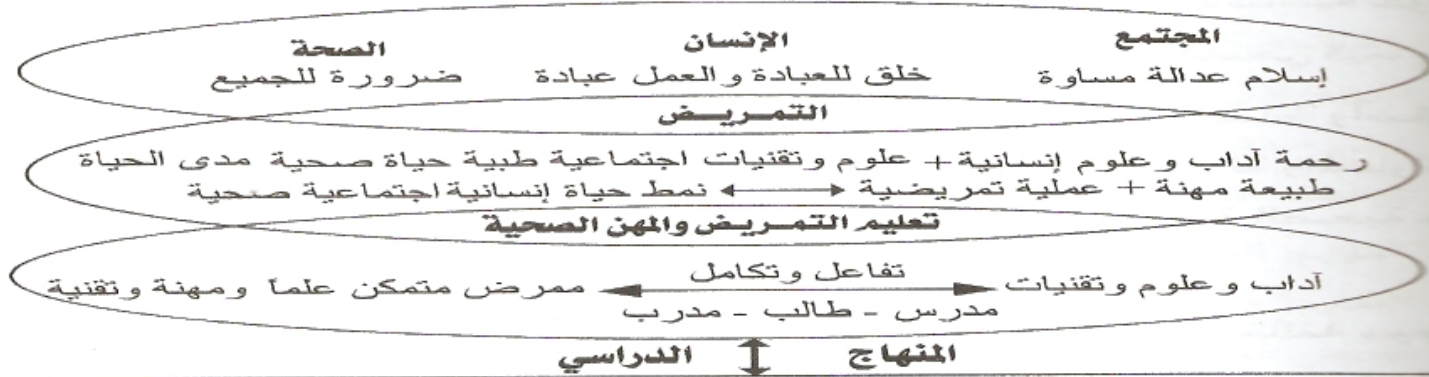 المجتمع الإنسان الصحة
إسلام عدالة مساوة خلق للعبادة و العمل عبادة ضرورة للجميع
التمريض
رحمة آداب و علوم إنسانية + علوم وتقنيات اجتماعية طبية حياة صحية مدى الحياة
طبيعة مهنة + عملية تمريضية نمط حياة إنسانية اجتماعية صحية
تعليم التمريض والمهن الصحية
تفاعل وتكامل
آداب و علوم وتقنيات ممرض متمكن علماً ومهنة وتقنية
مدرس - طالب - مدرب
المنهاج الدراسي